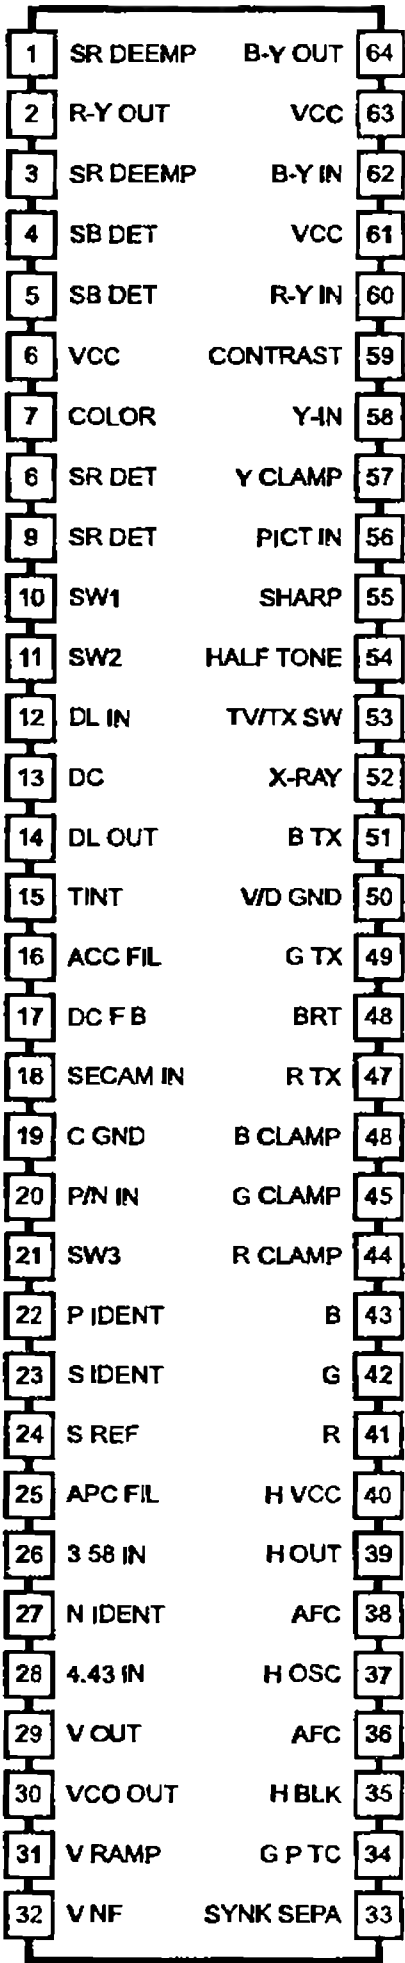 1 SR DEEMP B-Y OUT 64
2 R-Y OUT VCC 63
3 SR DEEMP B-Y IN 62
4 SB DET VCC 61
5 SB DET R-Y IN 60
6 VCC CONTRAST 59
7 COLOR Y-IN 58
6 SR DET Y CLAMP 57
9 SR DET PICT IN 56
10 SW1 SHARP 55
11 SW2 HALF TONE 54
12 DL IN TV/TX SW 53
13 DC X-RAY 52
14 DL OUT B TX 51
15 TINT V/D GND 50
16 ACC FIL G TX 49
17 DC F B BRT 48
18 SECAM IN R TX 47
19 C GND B CLAMP 48
20 P/N IN G CLAMP 45
21 SW3 R CLAMP 44
22 P IDENT B 43
23 S IDENT G 42
24 S REF R 41
25 APC FIL H VCC 40
26 3 58 IN H OUT 39
27 N IDENT AFC 38
28 4.43 IN H OSC 37
29 V OUT AFC 36
30 VCO OUT H BLK 35
31 V RAMP G P TC 34
32 V NF SYNK SEPA 33